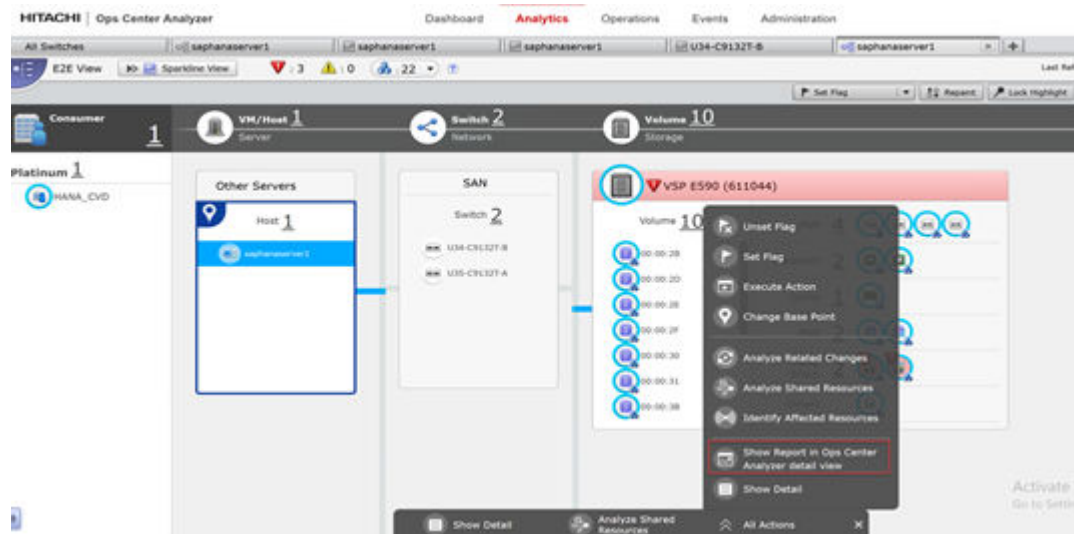 HITACHI | Ops Center Analyzer
Dashboard Analytics Operations Events Administration
All Switches saphanaserver1 saphanaserver1 saphanaserver1 U34-C9132T-B saphanaserver1 × +
E2E View Sparkline View : 3 : 0 22 Last Ref
Set Flag Repaint Lock Highlight
Consumer 1
VM/Host 1
Server
Switch 2
Network
Volume 10
Storage
Platinum 1
HANA_CVD
Other Servers
Host 1
saphanaserver1
SAN
Switch 2
U34-C9132T-B
U35-C9132T-A
VSP E590 (611044)
Volume 10
00:00:2B
00:00:2D
00:00:2E
00:00:2F
00:00:30
00:00:31
00:00:3B
Unset Flag
Set Flag
Execute Action
Change Base Point
Analyze Related Changes
Analyze Shared Resources
Identify Affected Resources
Show Report in Ops Center
Analyzer detail view
Show Detail
Activate
Go to Setti
Show Detail
Analyze Shared
Resources
All Actions ×